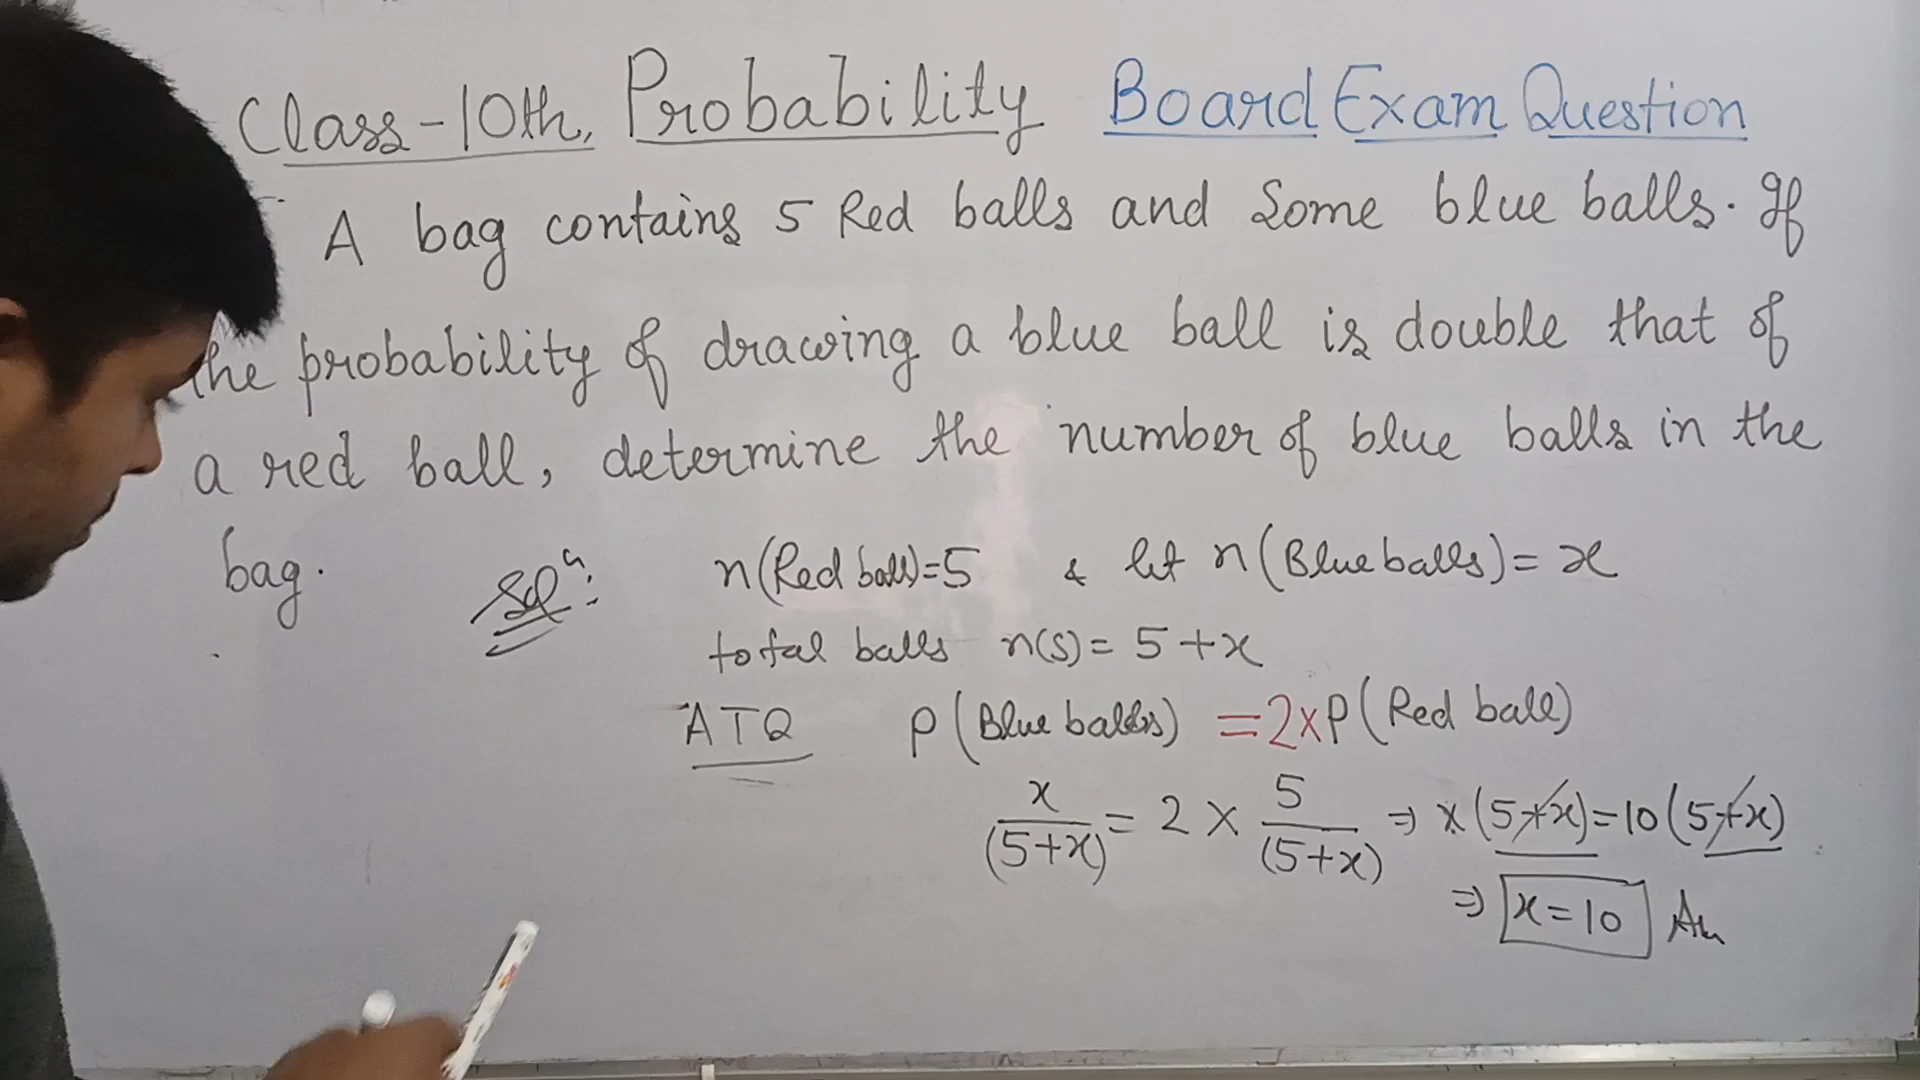 Class-10th, Probability Board Exam Question
A bag contains 5 Red balls and Some blue balls. If
the probability of drawing a blue ball is double that of
a red ball, determine the number of blue balls in the
bag.
Solⁿ: n(Red balls)=5 & let n(Blue balls)= x
total balls n(S)= 5+x
ATQ P(Blue balls) =2×P(Red ball)
x/(5+x) = 2 × 5/(5+x) ⇒ x(5+x)=10(5+x)
⇒ x=10 An